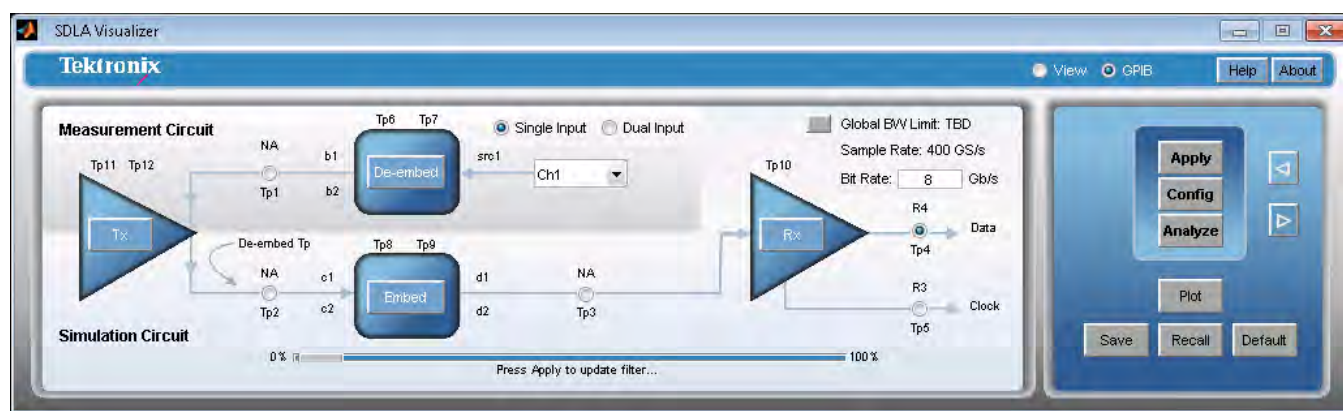 SDLA Visualizer
Tektronix
View
GPIB
Help
About
Measurement Circuit
Tp11 Tp12
Tx
NA
Tp1
b1
b2
Tp6 Tp7
De-embed
Single Input
Dual Input
src1
Ch1
Global BW Limit: TBD
Sample Rate: 400 GS/s
Bit Rate: 8 Gb/s
Tp10
Rx
R4
Tp4
Data
R3
Tp5
Clock
De-embed Tp
NA
Tp2
c1
c2
Tp8 Tp9
Embed
d1
d2
NA
Tp3
Simulation Circuit
0 %
100 %
Press Apply to update filter...
Apply
Config
Analyze
Plot
Save
Recall
Default